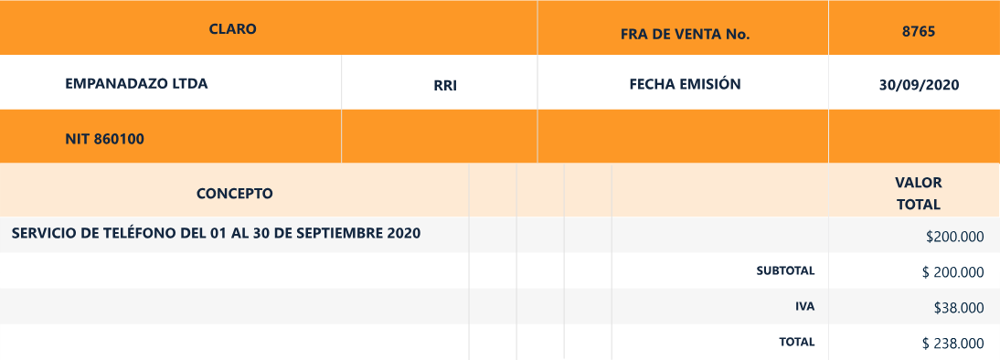 CLARO FRA DE VENTA No. 8765
EMPANADAZO LTDA RRI FECHA EMISIÓN 30/09/2020
NIT 860100
CONCEPTO VALOR
TOTAL
SERVICIO DE TELÉFONO DEL 01 AL 30 DE SEPTIEMBRE 2020 $200.000
SUBTOTAL $ 200.000
IVA $38.000
TOTAL $ 238.000